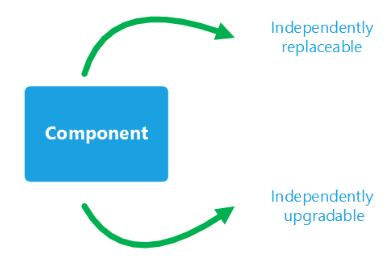 Independently
replaceable
Component
Independently
upgradable